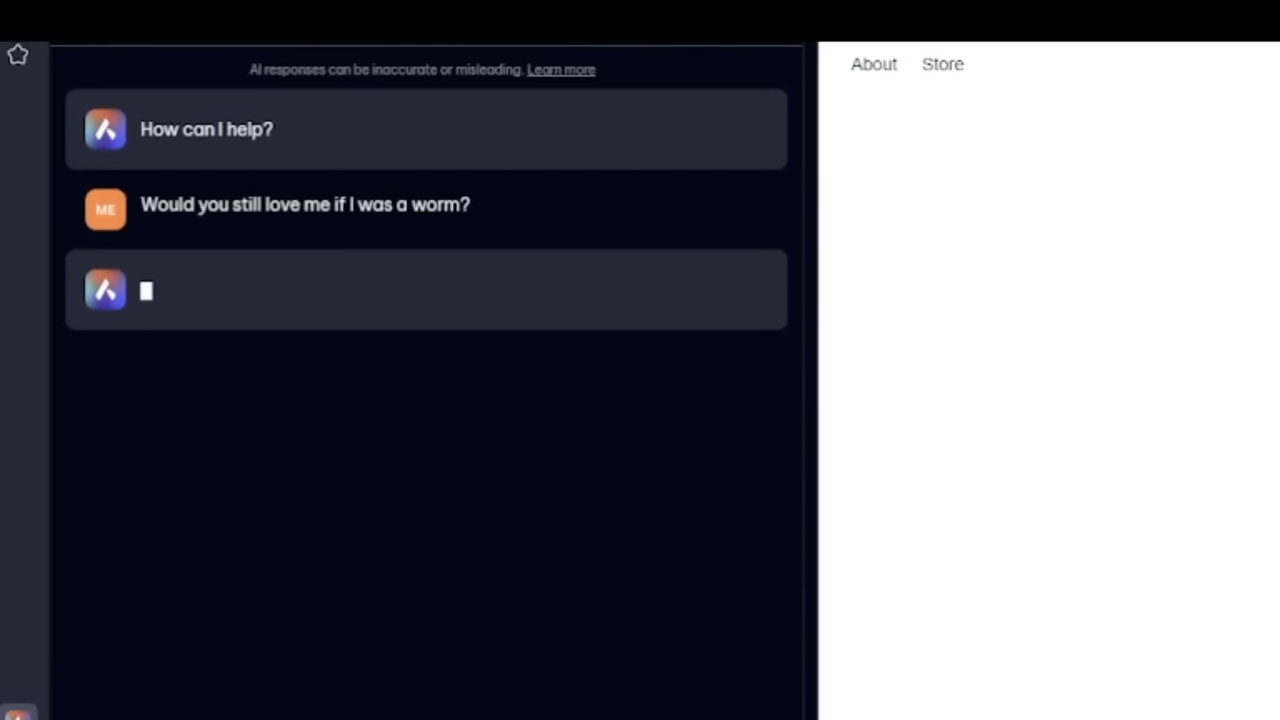 About Store
AI responses can be inaccurate or misleading. Learn more
How can I help?
ME Would you still love me if I was a worm?